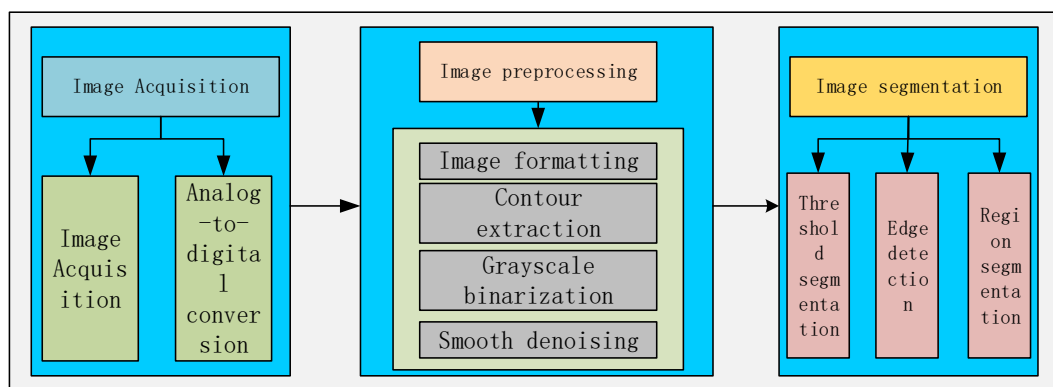 Image Acquisition
Image
Acqu
ition
Analog
-to-
digita
l
conver
sion
Image preprocessing
Image formatting
Contour
extraction
Grayscale
binarization
Smooth denoising
Image segmentation
Thre
shol
d
segm
enta
tion
Edge
dete
ctio
n
Regi
on
segm
enta
tion